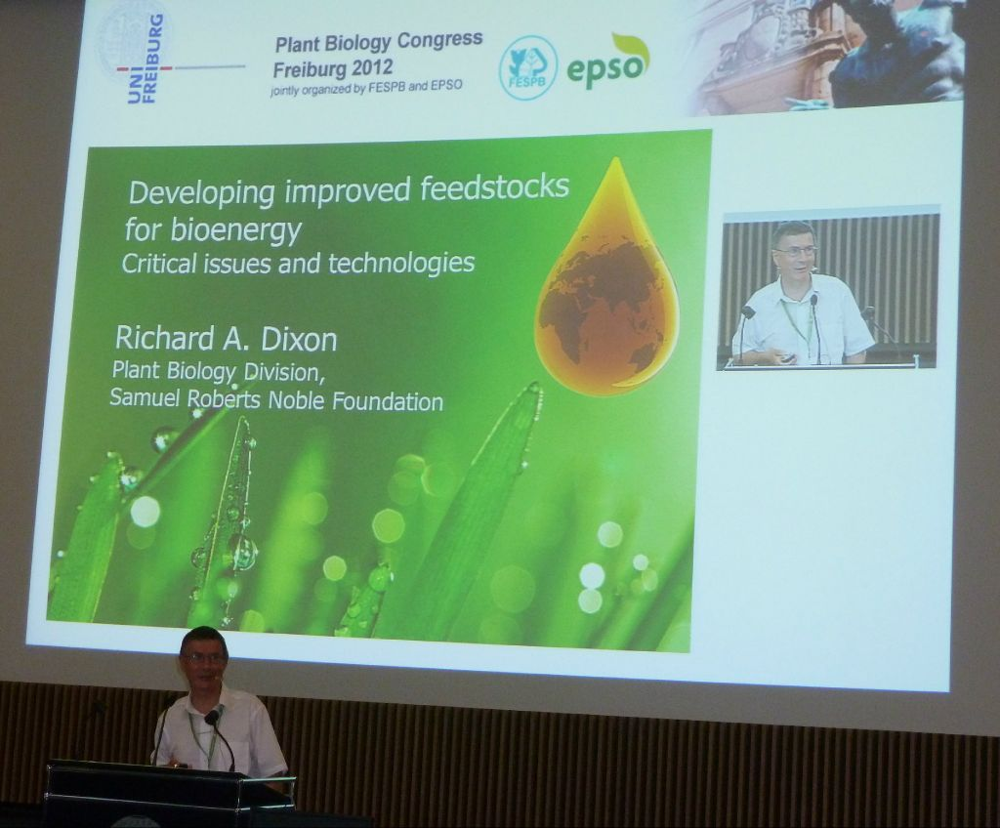 UNI
FREIBURG
Plant Biology Congress
Freiburg 2012
jointly organized by FESPB and EPSO
FESPB
epso
Developing improved feedstocks
for bioenergy
Critical issues and technologies
Richard A. Dixon
Plant Biology Division,
Samuel Roberts Noble Foundation